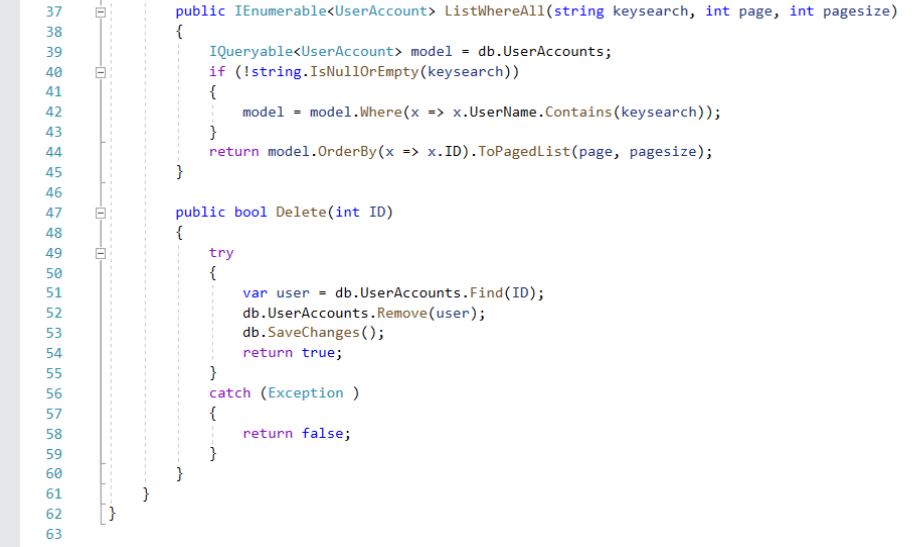 37 public IEnumerable<UserAccount> ListWhereAll(string keysearch, int page, int pagesize)
38 {
39 IQueryable<UserAccount> model = db.UserAccounts;
40 if (!string.IsNullOrEmpty(keysearch))
41 {
42 model = model.Where(x => x.UserName.Contains(keysearch));
43 }
44 return model.OrderBy(x => x.ID).ToPagedList(page, pagesize);
45 }
46
47 public bool Delete(int ID)
48 {
49 try
50 {
51 var user = db.UserAccounts.Find(ID);
52 db.UserAccounts.Remove(user);
53 db.SaveChanges();
54 return true;
55 }
56 catch (Exception )
57 {
58 return false;
59 }
60 }
61 }
62 }
63